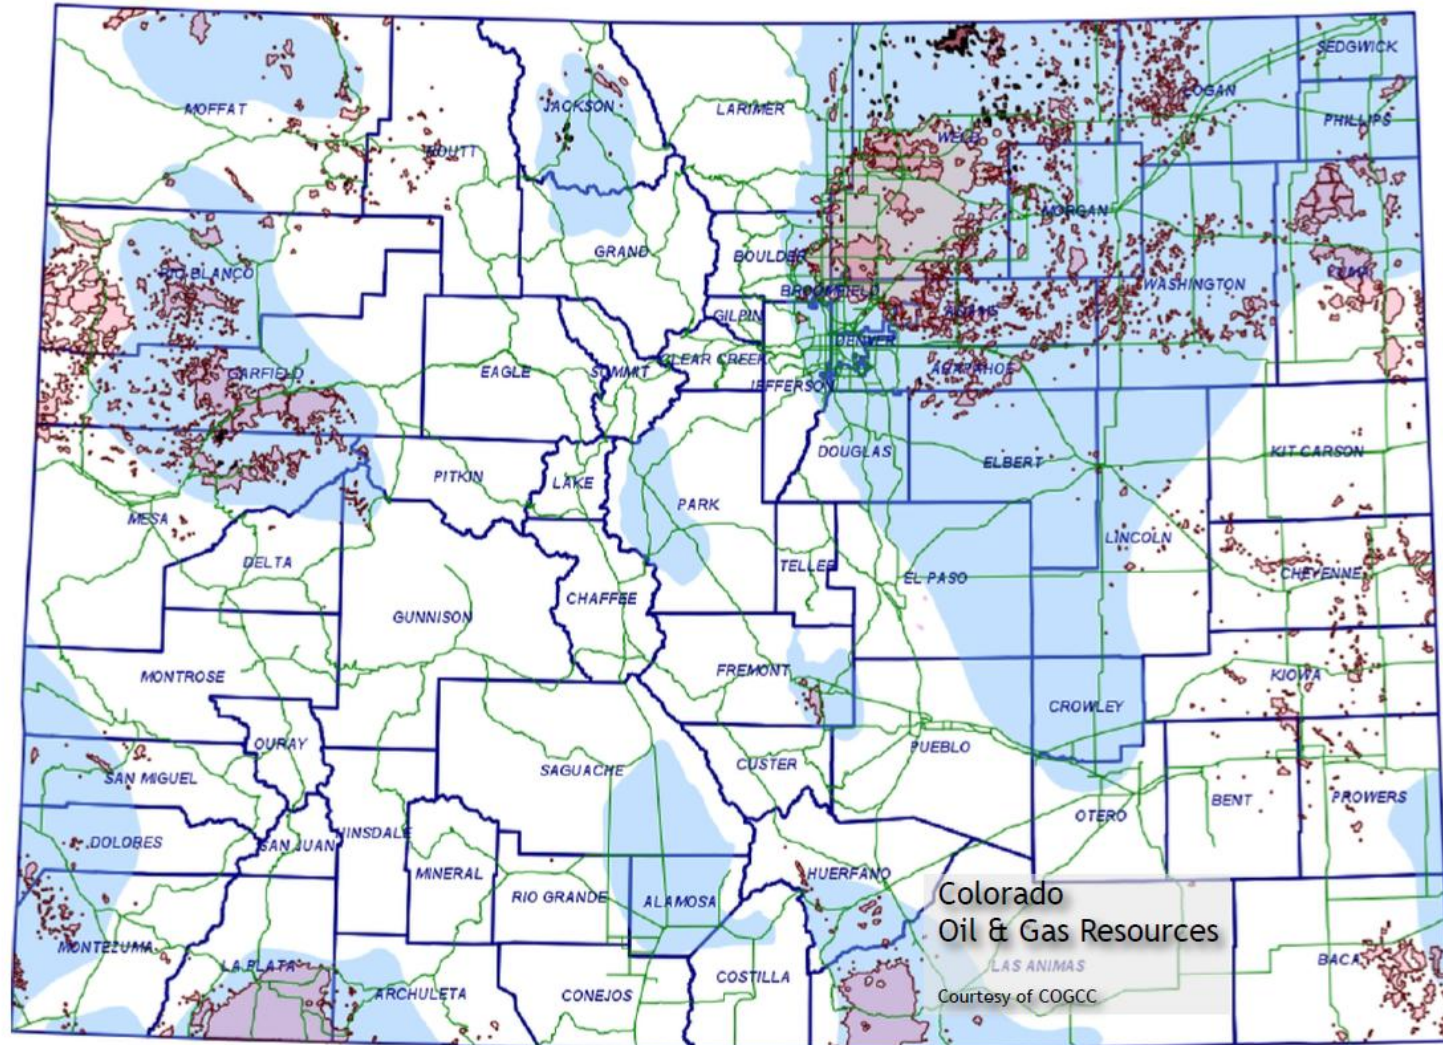 SEDGWICK
LOGAN
MOFFAT
JACKSON
LARIMER
PHILLIPS
WELD
ROUTT
MORGAN
GRAND
BOULDER
RIO BLANCO
YUMA
WASHINGTON
BROOMFIELD
ADAMS
GILPIN
DENVER
CLEAR CREEK
GARFIELD
EAGLE
SUMMIT
ARAPAHOE
JEFFERSON
DOUGLAS
ELBERT
KIT CARSON
PITKIN
LAKE
PARK
MESA
LINCOLN
DELTA
TELLER
EL PASO
CHEYENNE
CHAFFEE
GUNNISON
FREMONT
MONTROSE
KIOWA
CROWLEY
OURAY
PUEBLO
SAN MIGUEL
SAGUACHE
CUSTER
BENT
PROWERS
OTERO
HINSDALE
DOLORES
SAN JUAN
MINERAL
HUERFANO
RIO GRANDE
ALAMOSA
Colorado
Oil & Gas Resources
MONTEZUMA
LA PLATA
LAS ANIMAS
BACA
COSTILLA
ARCHULETA
CONEJOS
Courtesy of COGCC